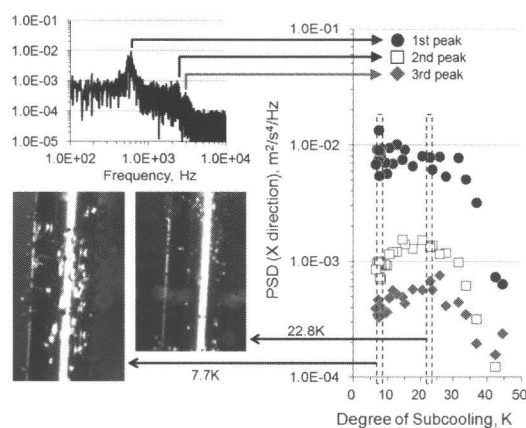 1.0E-01
1.0E-02
1.0E-03
1.0E-04
1.0E-05
1.0E+02
1.0E+03
1.0E+04
Frequency, Hz
1.0E-01
1st peak
2nd peak
3rd peak
1.0E-02
1.0E-03
1.0E-04
PSD (X direction), m²/s⁴/Hz
22.8K
7.7K
0 10 20 30 40 50
Degree of Subcooling, K